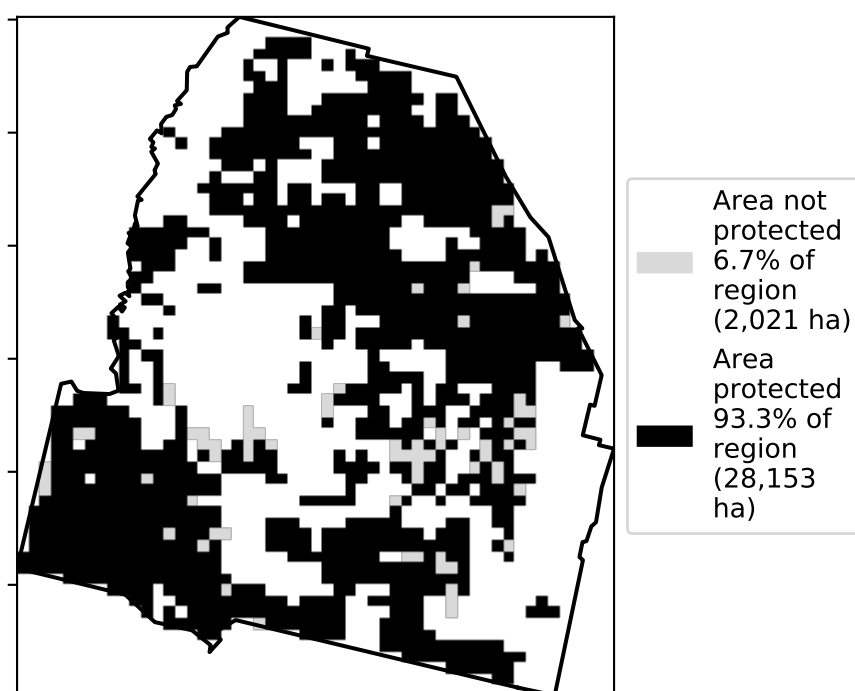 Area not
protected
6.7% of
region
(2,021 ha)
Area
protected
93.3% of
region
(28,153
ha)